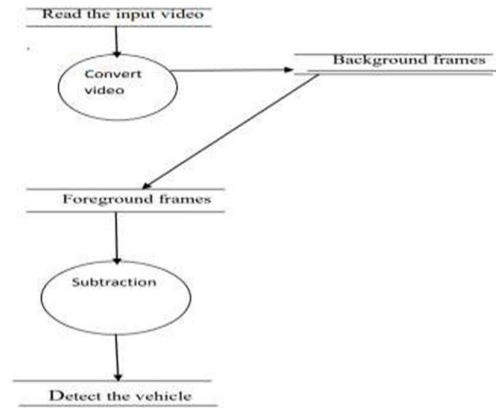 Read the input video
Convert
video
Background frames
Foreground frames
Subtraction
Detect the vehicle